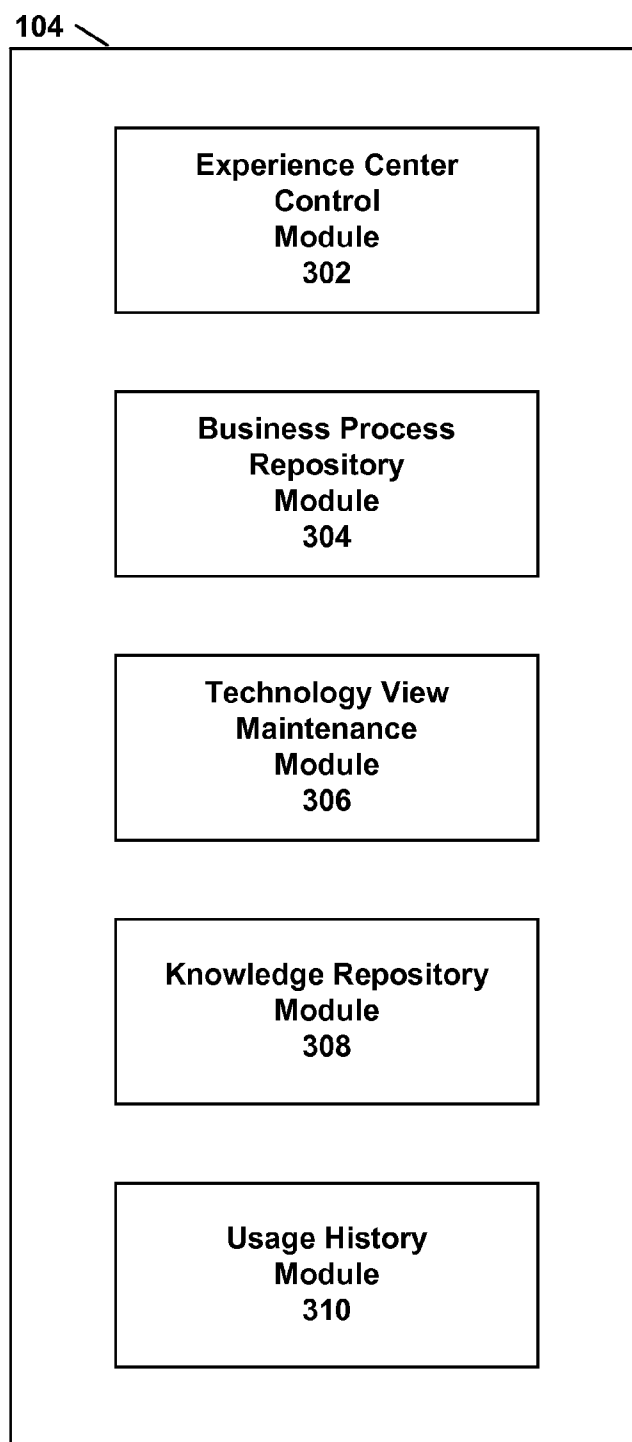 104
Experience Center
Control
Module
302
Business Process
Repository
Module
304
Technology View
Maintenance
Module
306
Knowledge Repository
Module
308
Usage History
Module
310